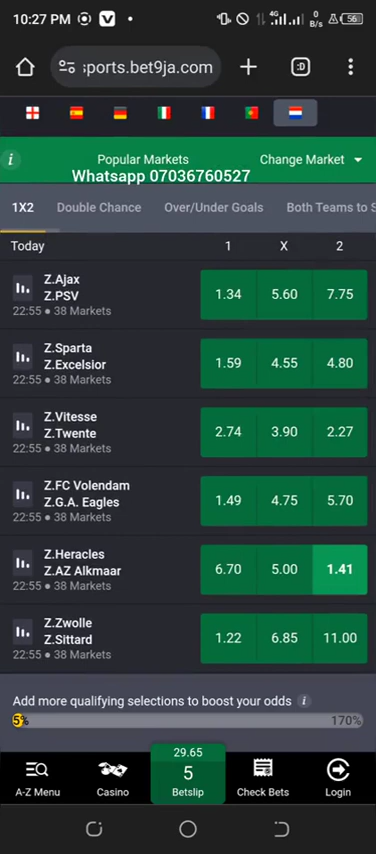 10:27 PM
4G
0
B/s
56
sports.bet9ja.com
:D
Popular Markets
Change Market
Whatsapp 07036760527
1X2
Double Chance
Over/Under Goals
Both Teams to S
Today 1 X 2
Z.Ajax
Z.PSV
22:55 ● 38 Markets
1.34 5.60 7.75
Z.Sparta
Z.Excelsior
22:55 ● 38 Markets
1.59 4.55 4.80
Z.Vitesse
Z.Twente
22:55 ● 38 Markets
2.74 3.90 2.27
Z.FC Volendam
Z.G.A. Eagles
22:55 ● 38 Markets
1.49 4.75 5.70
Z.Heracles
Z.AZ Alkmaar
22:55 ● 38 Markets
6.70 5.00 1.41
Z.Zwolle
Z.Sittard
22:55 ● 38 Markets
1.22 6.85 11.00
Add more qualifying selections to boost your odds
5% 170%
29.65
5
A-Z Menu
Casino
Betslip
Check Bets
Login